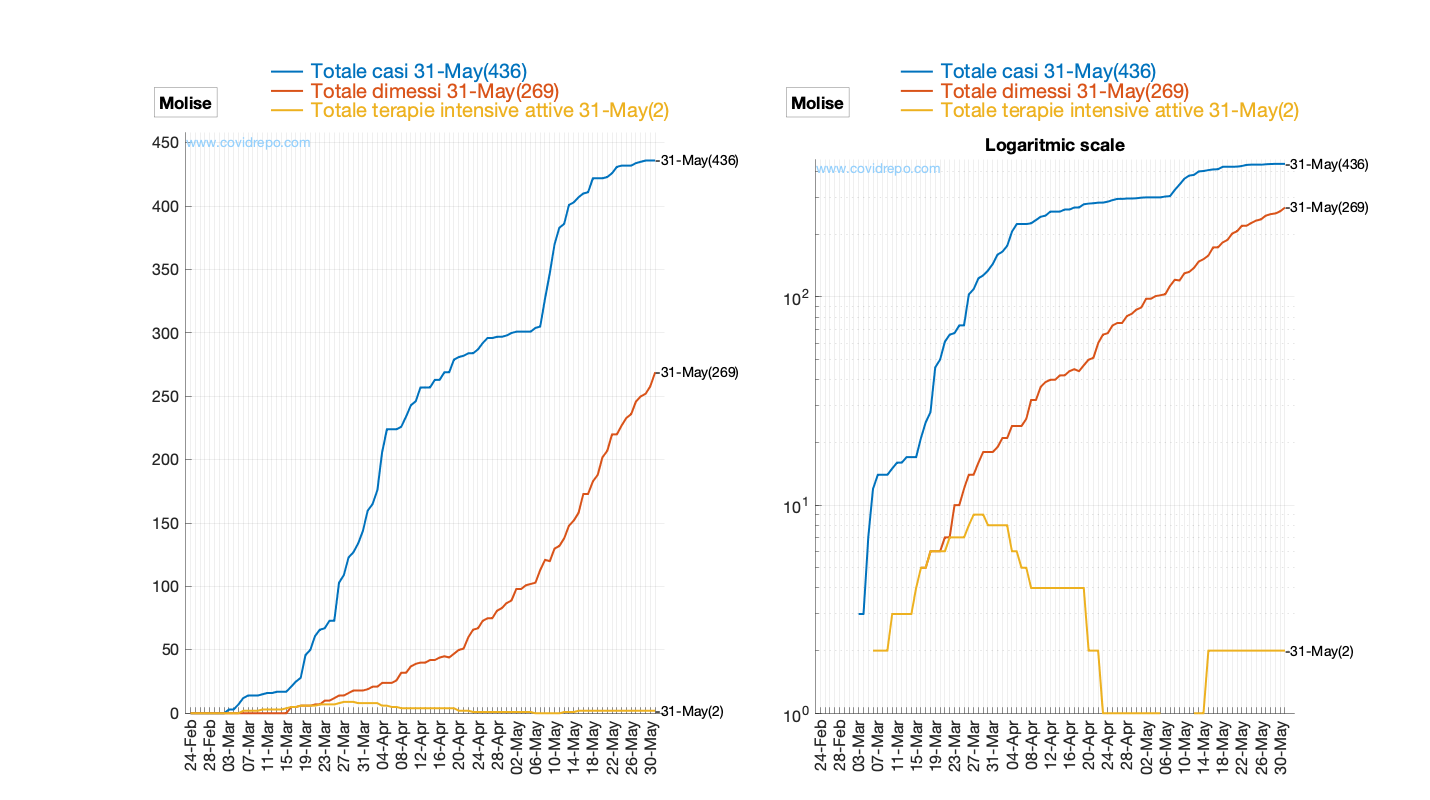 Totale casi 31-May(436)
Totale dimessi 31-May(269)
Totale terapie intensive attive 31-May(2)
Molise
www.covidrepo.com
450
400
350
300
250
200
150
100
50
0
-31-May(436)
-31-May(269)
-31-May(2)
24-Feb
28-Feb
03-Mar
07-Mar
11-Mar
15-Mar
19-Mar
23-Mar
27-Mar
31-Mar
04-Apr
08-Apr
12-Apr
16-Apr
20-Apr
24-Apr
28-Apr
02-May
06-May
10-May
14-May
18-May
22-May
26-May
30-May
Totale casi 31-May(436)
Totale dimessi 31-May(269)
Totale terapie intensive attive 31-May(2)
Molise
Logaritmic scale
www.covidrepo.com
10²
10¹
10⁰
-31-May(436)
-31-May(269)
-31-May(2)
24-Feb
28-Feb
03-Mar
07-Mar
11-Mar
15-Mar
19-Mar
23-Mar
27-Mar
31-Mar
04-Apr
08-Apr
12-Apr
16-Apr
20-Apr
24-Apr
28-Apr
02-May
06-May
10-May
14-May
18-May
22-May
26-May
30-May